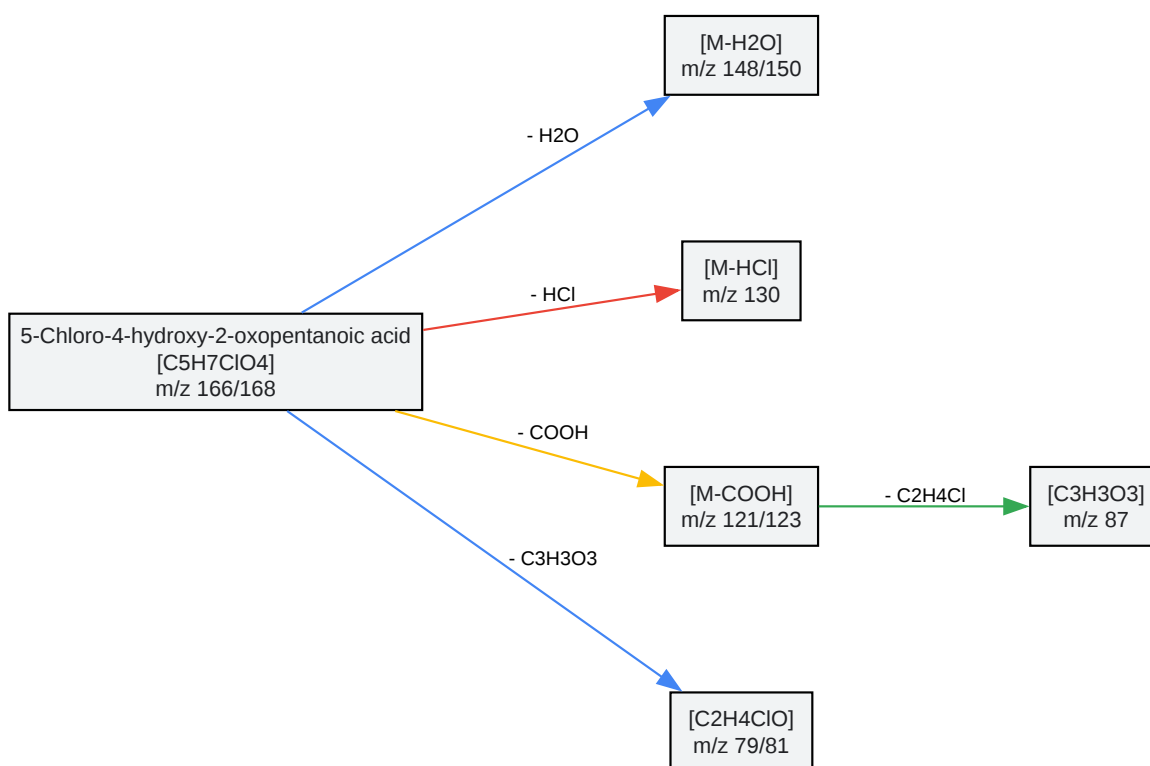 [M-H2O]
m/z 148/150
- H2O
[M-HCl]
m/z 130
- HCl
5-Chloro-4-hydroxy-2-oxopentanoic acid
[C5H7ClO4]
m/z 166/168
- COOH
[M-COOH]
m/z 121/123
- C2H4Cl
[C3H3O3]
m/z 87
- C3H3O3
[C2H4ClO]
m/z 79/81